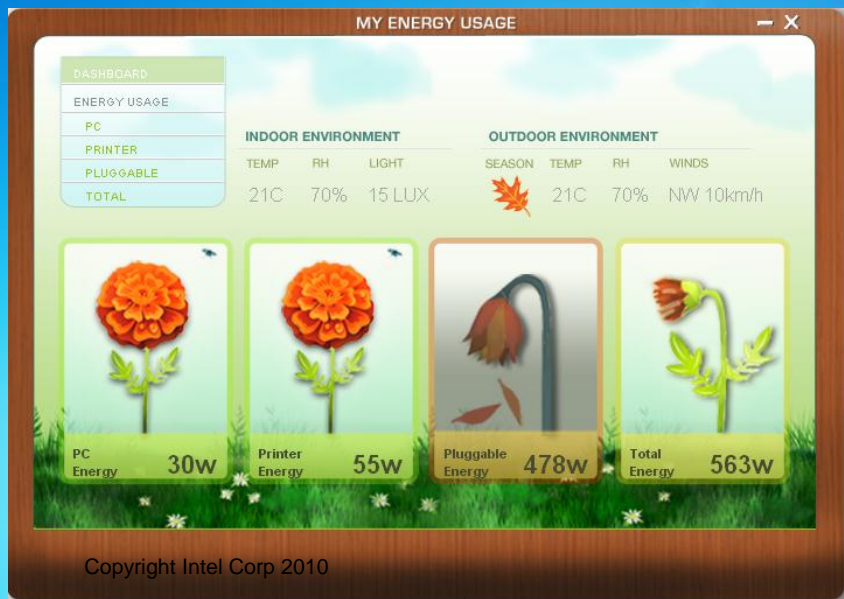 MY ENERGY USAGE
DASHBOARD
ENERGY USAGE
PC
PRINTER
PLUGGABLE
TOTAL
INDOOR ENVIRONMENT
TEMP RH LIGHT
21C 70% 15 LUX
OUTDOOR ENVIRONMENT
SEASON TEMP RH WINDS
21C 70% NW 10km/h
PC
Energy 30w
Printer
Energy 55w
Pluggable
Energy 478w
Total
Energy 563w
Copyright Intel Corp 2010